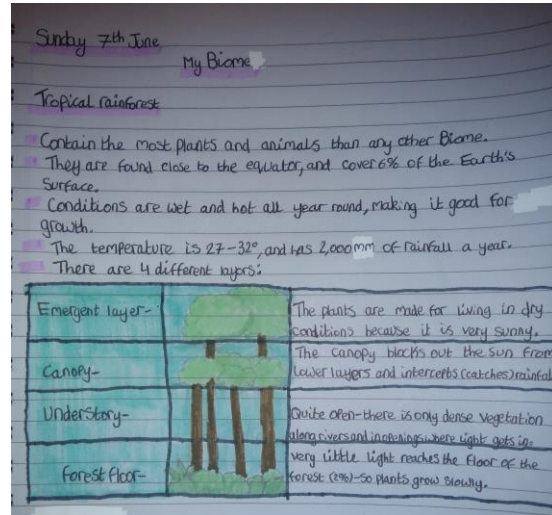 Sunday 7th June
My Biome
Tropical rainforest
Contain the most plants and animals than any other Biome.
They are found close to the equator, and cover 6% of the Earth's
Surface.
Conditions are wet and hot all year round, making it good for
growth.
The temperature is 27-32°, and has 2,000mm of rainfall a year.
There are 4 different layers:
Emergent layer-
The plants are made for living in dry
conditions because it is very sunny.
Canopy-
The canopy blocks out the sun from
lower layers and intercepts (catches) rainfal
Understory-
Quite open-there is only dense vegetation
along rivers and in openings where light gets in.
Forest floor-
very little light reaches the floor of the
forest (2%)-So plants grow slowly.